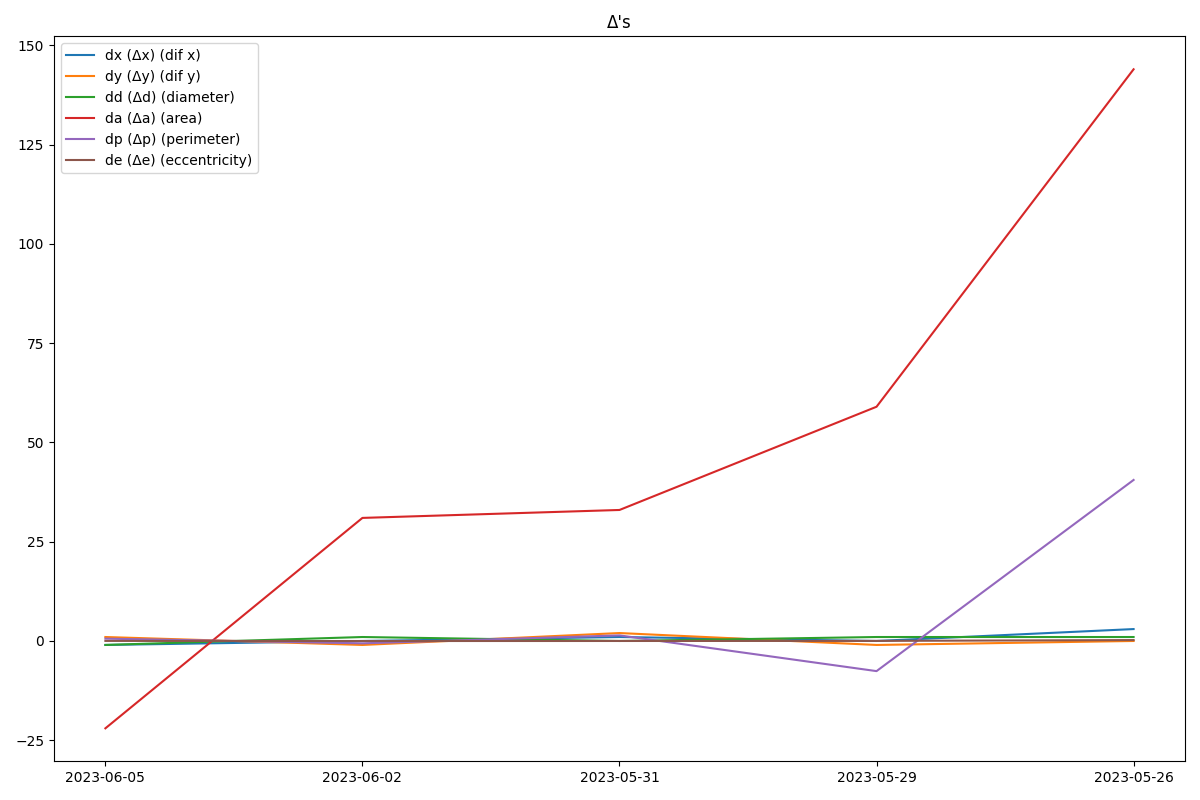 Δ's
dx (Δx) (dif x)
dy (Δy) (dif y)
dd (Δd) (diameter)
da (Δa) (area)
dp (Δp) (perimeter)
de (Δe) (eccentricity)
150
125
100
75
50
25
0
−25
2023-06-05 2023-06-02 2023-05-31 2023-05-29 2023-05-26